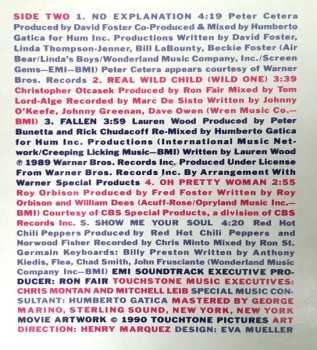 SIDE TWO 1. NO EXPLANATION 4:19 Peter Cetera
Produced by David Foster Co-Produced & Mixed by Humberto
Gatica for Hum Inc. Productions Written by David Foster,
Linda Thompson-Jenner, Bill LaBounty, Beckie Foster (Air
Bear/Linda's Boys/Wonderland Music Company, Inc./Screen
Gems—EMI—BMI) Peter Cetera appears courtesy of Warner
Bros. Records 2. REAL WILD CHILD (WILD ONE) 3:39
Christopher Otcasek Produced by Ron Fair Mixed by Tom
Lord-Alge Recorded by Marc De Sisto Written by Johnny
O'Keefe, Johnny Greenan, Dave Owen (Wren Music Co.—
BMI) 3. FALLEN 3:59 Lauren Wood Produced by Peter
Bunetta and Rick Chudacoff Re-Mixed by Humberto Gatica
for Hum Inc. Productions (International Music Net-
work/Creeping Licking Music—BMI) Written by Lauren Wood
℗1989 Warner Bros. Records Inc. Produced Under License
From Warner Bros. Records Inc. By Arrangement With
Warner Special Products 4. OH PRETTY WOMAN 2:55
Roy Orbison Produced by Fred Foster Written by Roy
Orbison and William Dees (Acuff-Rose/Opryland Music Inc.—
BMI) Courtesy of CBS Special Products, a division of CBS
Records Inc. 5. SHOW ME YOUR SOUL 4:20 Red Hot
Chili Peppers Produced by Red Hot Chili Peppers and
Norwood Fisher Recorded by Chris Minto Mixed by Ron St.
Germain Keyboards: Billy Preston Written by Anthony
Kiedis, Flea, Chad Smith, John Frusciante (Wonderland Music
Company Inc—BMI) EMI SOUNDTRACK EXECUTIVE PRO-
DUCER: RON FAIR TOUCHSTONE MUSIC EXECUTIVES:
CHRIS MONTAN AND MITCHELL LEIB SPECIAL MUSIC CON-
SULTANT: HUMBERTO GATICA MASTERED BY GEORGE
MARINO, STERLING SOUND, NEW YORK, NEW YORK
MOVIE ARTWORK © 1990 TOUCHTONE PICTURES ART
DIRECTION: HENRY MARQUEZ DESIGN: EVA MUELLER